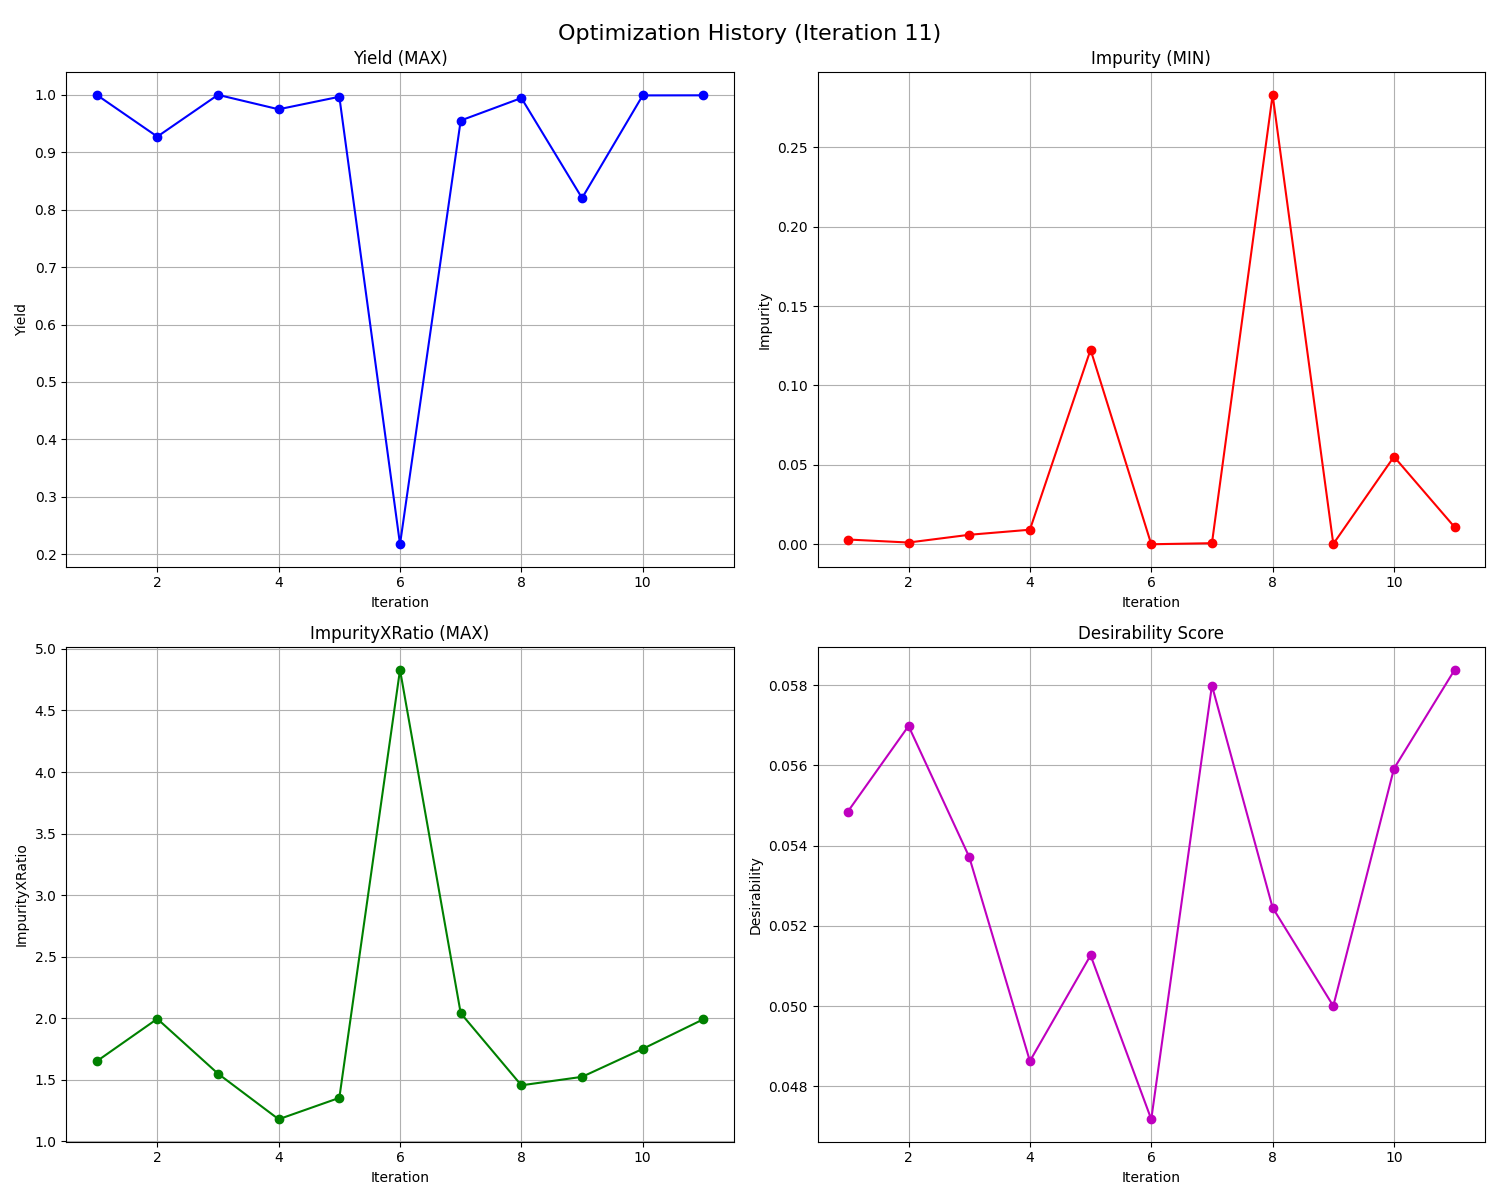 Optimization History (Iteration 11)
Yield (MAX)
1.0
0.9
0.8
0.7
0.6
0.5
0.4
0.3
0.2
Yield
2 4 6 8 10
Iteration
Impurity (MIN)
0.25
0.20
0.15
0.10
0.05
0.00
Impurity
2 4 6 8 10
Iteration
ImpurityXRatio (MAX)
5.0
4.5
4.0
3.5
3.0
2.5
2.0
1.5
1.0
ImpurityXRatio
2 4 6 8 10
Iteration
Desirability Score
0.058
0.056
0.054
0.052
0.050
0.048
Desirability
2 4 6 8 10
Iteration